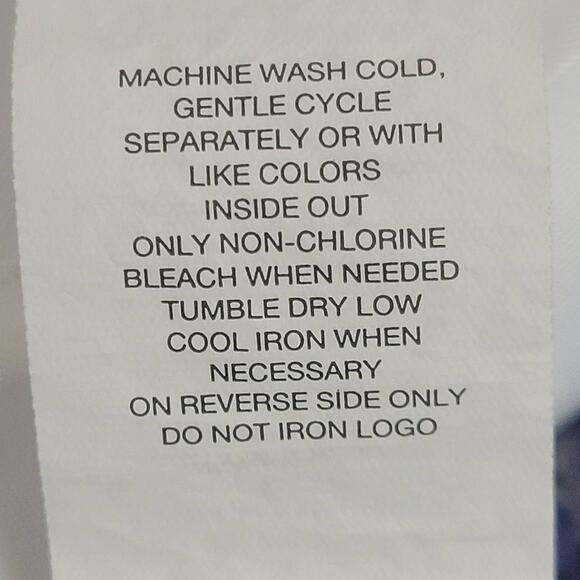 MACHINE WASH COLD,
GENTLE CYCLE
SEPARATELY OR WITH
LIKE COLORS
INSIDE OUT
ONLY NON-CHLORINE
BLEACH WHEN NEEDED
TUMBLE DRY LOW
COOL IRON WHEN
NECESSARY
ON REVERSE SIDE ONLY
DO NOT IRON LOGO